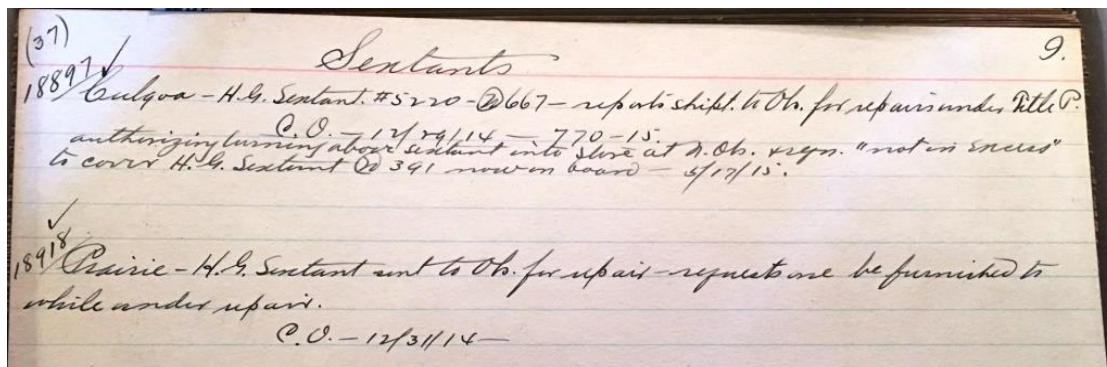 (37)
Sextants
9.
18897 ✓
Culgoa - H.G. Sextant. #5220 - @667 - reports shipt. to Ob. for repairs under Title P.
C.O. - 12/29/14 - 770-15
authorizing turning above sextant into store at N.Ob. & reqn. "not in excess"
to cover H.G. Sextant @ 391 now on board - 5/17/15.
✓
18918
Prairie - H.G. Sextant sent to Ob. for repair - requests one be furnished to
while under repair.
C.O. - 12/31/14 -